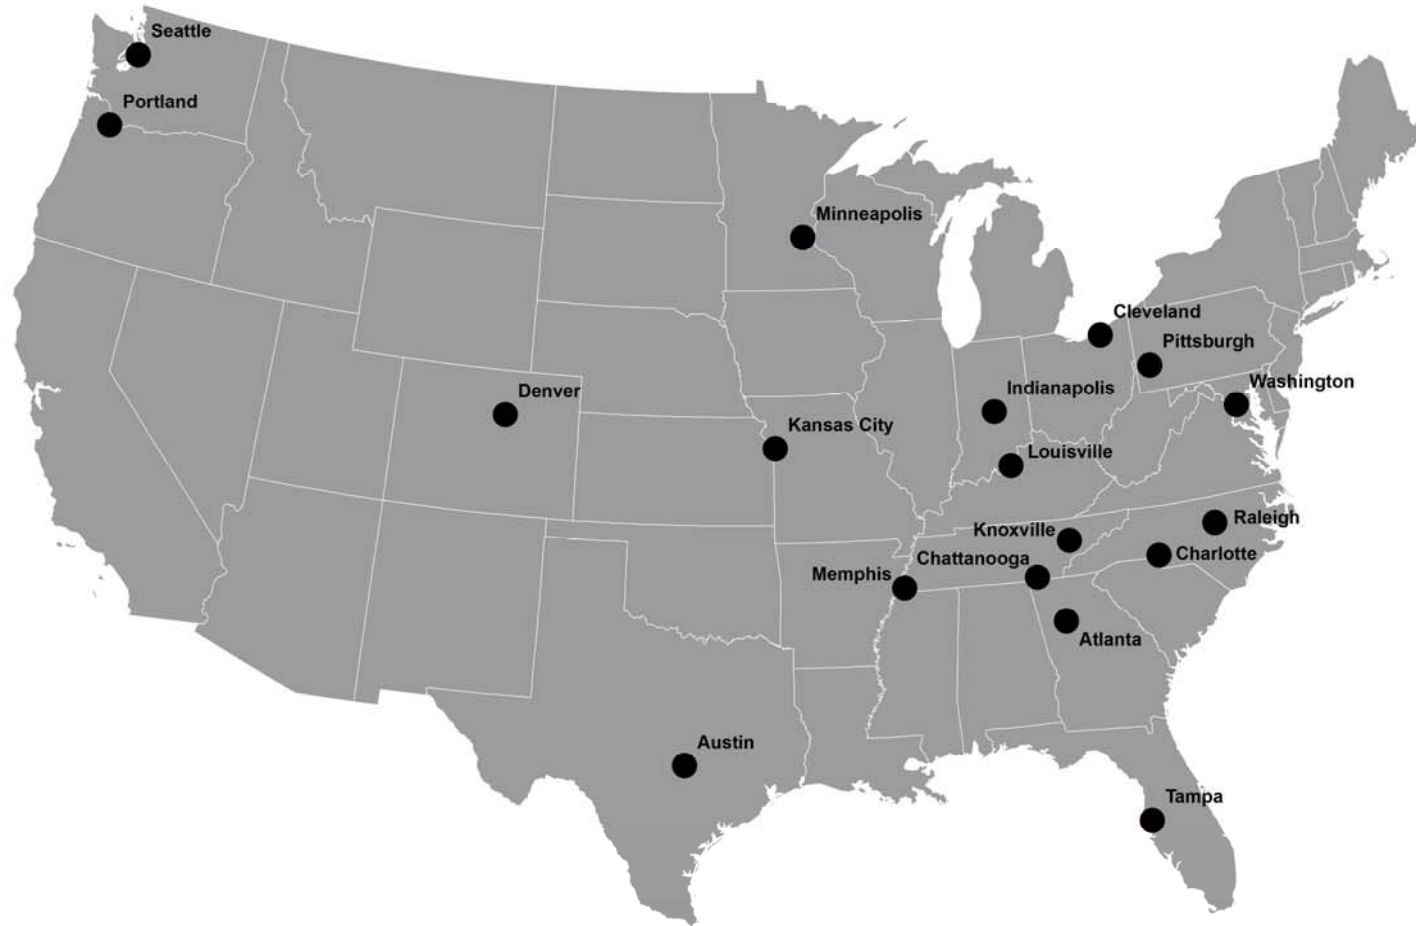 Seattle
Portland
Minneapolis
Cleveland
Pittsburgh
Washington
Denver
Indianapolis
Kansas City
Louisville
Raleigh
Knoxville
Charlotte
Chattanooga
Memphis
Atlanta
Austin
Tampa